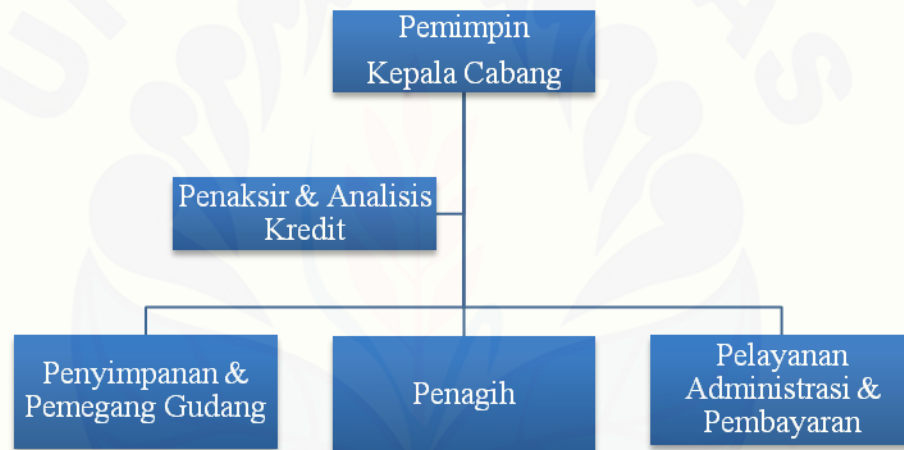 Pemimpin
Kepala Cabang
Penaksir & Analisis
Kredit
Penyimpanan &
Pemegang Gudang
Penagih
Pelayanan
Administrasi &
Pembayaran